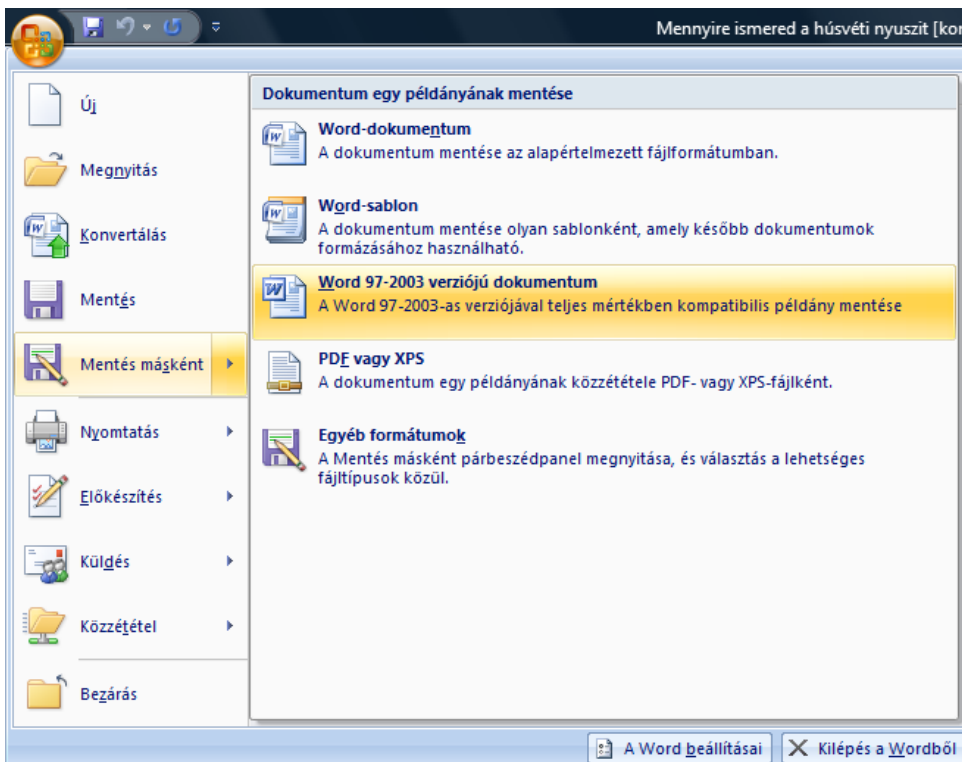 Mennyire ismered a húsvéti nyuszit [kor
Új
Megnyitás
Konvertálás
Mentés
Mentés másként
Nyomtatás
Előkészítés
Küldés
Közzététel
Bezárás
Dokumentum egy példányának mentése
Word-dokumentum
A dokumentum mentése az alapértelmezett fájlformátumban.
Word-sablon
A dokumentum mentése olyan sablonként, amely később dokumentumok
formázásához használható.
Word 97-2003 verziójú dokumentum
A Word 97-2003-as verziójával teljes mértékben kompatibilis példány mentése
PDF vagy XPS
A dokumentum egy példányának közzététele PDF- vagy XPS-fájlként.
Egyéb formátumok
A Mentés másként párbeszédpanel megnyitása, és választás a lehetséges
fájltípusok közül.
A Word beállításai
Kilépés a Wordből